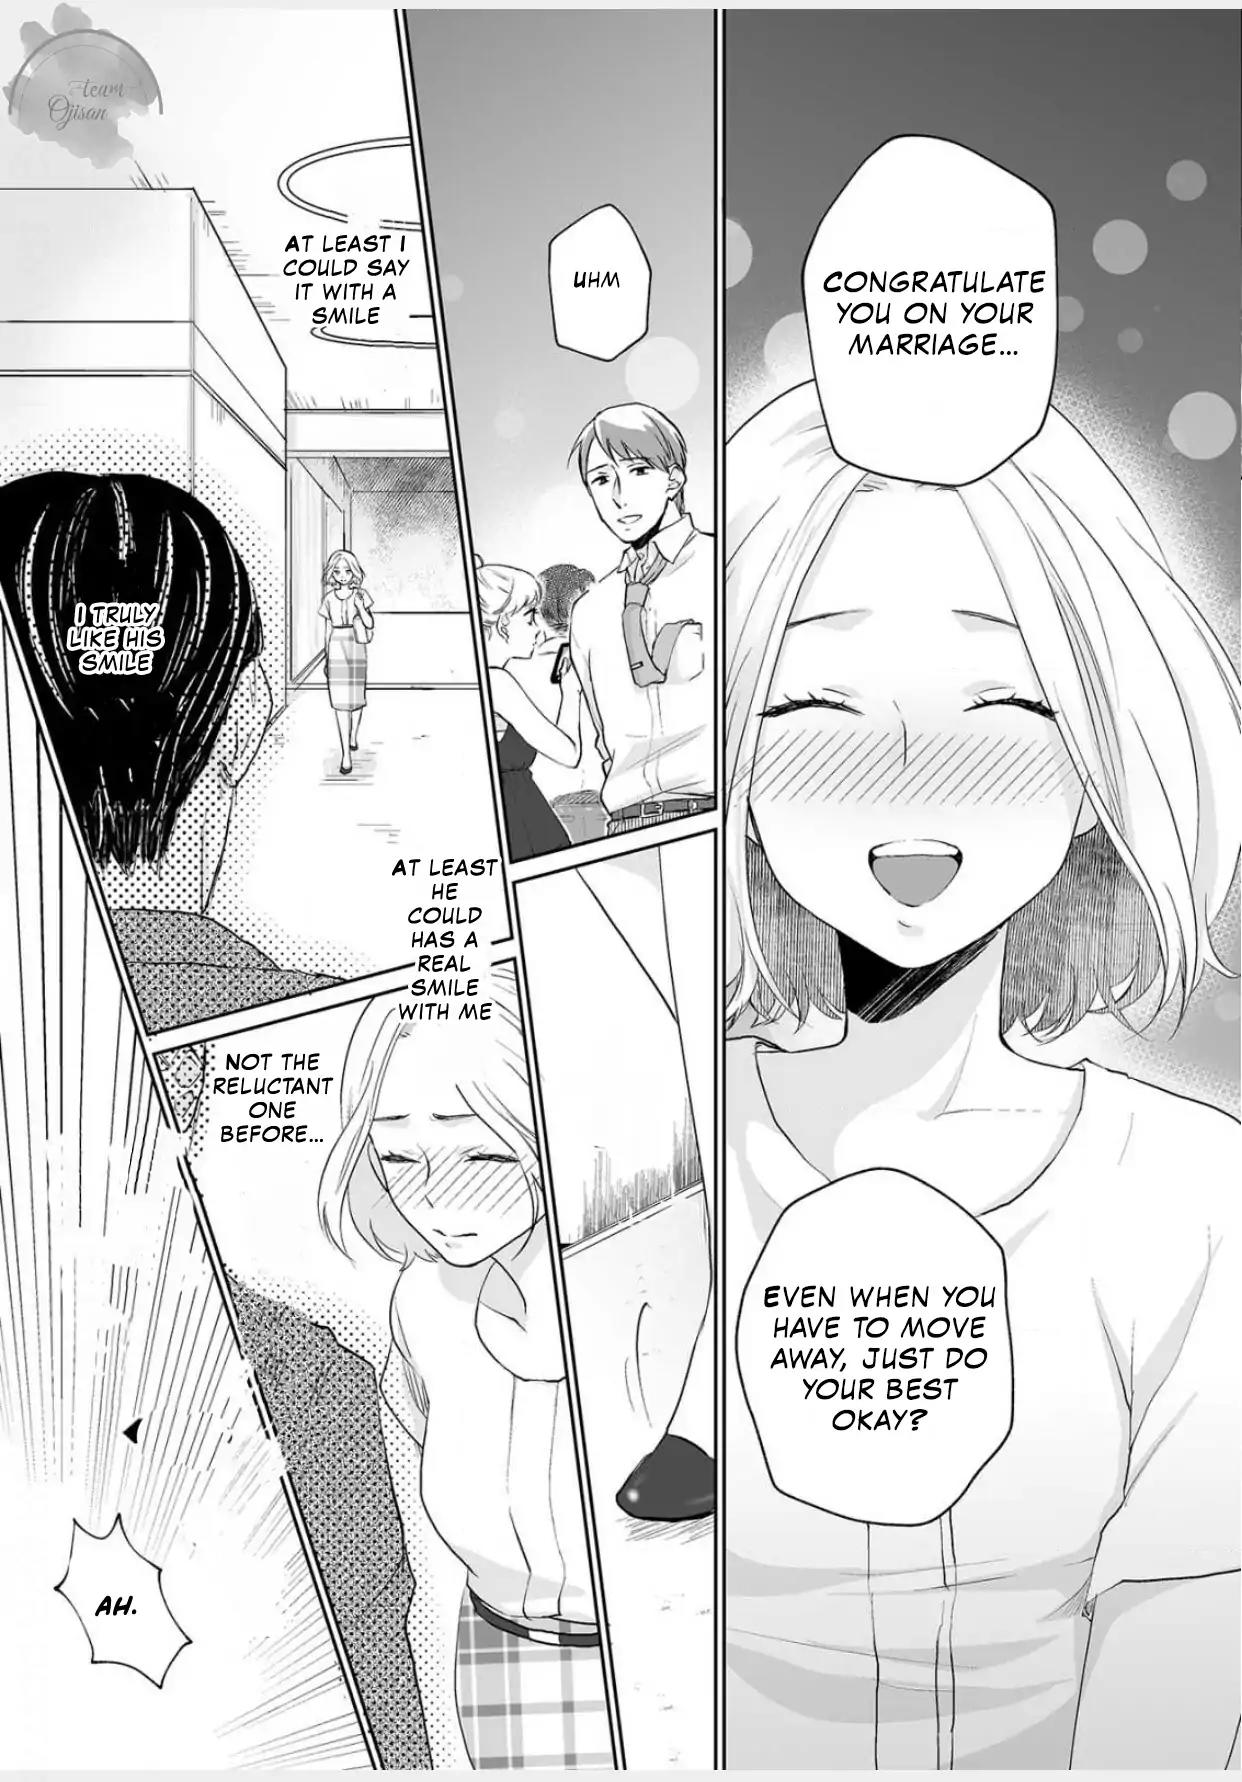 CONGRATULATE
YOU ON YOUR
MARRIAGE...
EVEN WHEN YOU
HAVE TO MOVE
AWAY, JUST DO
YOUR BEST
OKAY?
UHM
AT LEAST I
COULD SAY
IT WITH A
SMILE
I TRULY
LIKE HIS
SMILE
AT LEAST
HE
COULD
HAS A
REAL
SMILE
WITH ME
NOT THE
RELUCTANT
ONE
BEFORE...
AH.
team
Ojisan